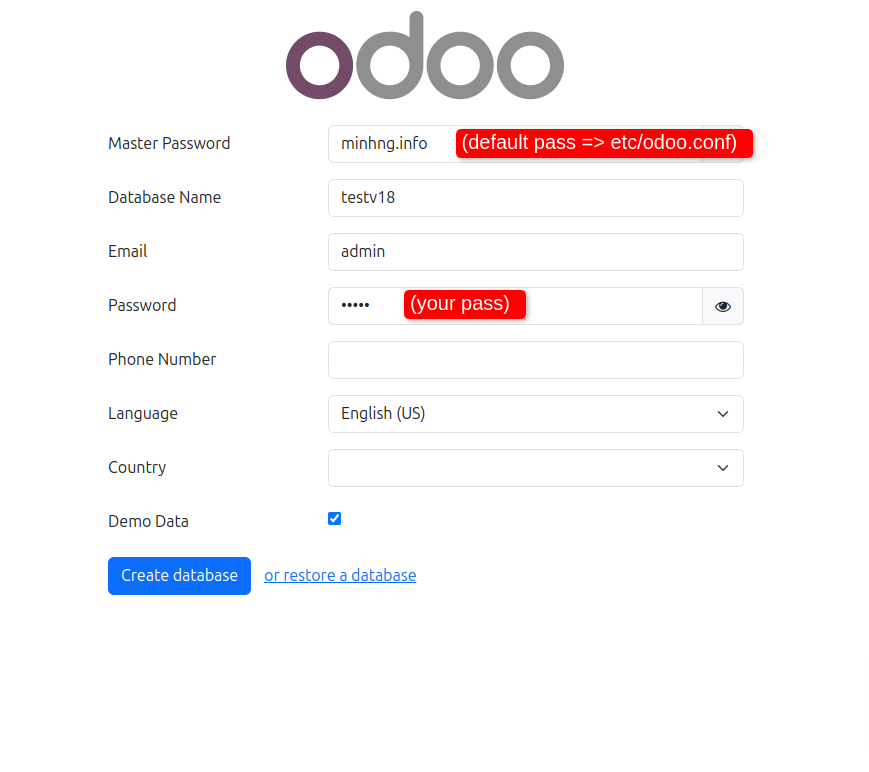 odoo
Master Password minhng.info (default pass => etc/odoo.conf)
Database Name testv18
Email admin
Password ••••• (your pass)
Phone Number
Language English (US)
Country
Demo Data
Create database or restore a database